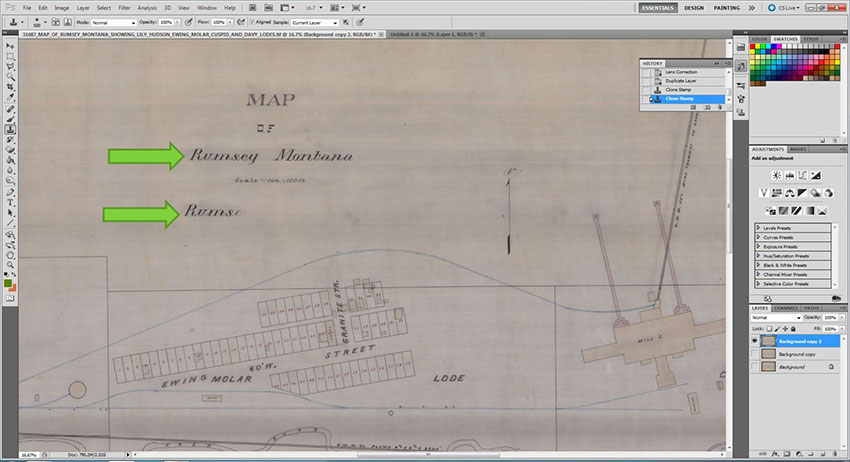 Ps File Edit Image Layer Select Filter Analysis 3D View Window Help 16.7
ESSENTIALS DESIGN PAINTING CS Live
Mode: Normal Opacity: 100% Flow: 100% Aligned Sample: Current Layer
31087_MAP_OF_RUMSEY_MONTANA_SHOWING_LILY_HUDSON_EWING_MOLAR_CUSPID_AND_DAVY_LODES.tif @ 16.7% (Background copy 2, RGB/8#) * Untitled-1 @ 66.7% (Layer 1, RGB/8) *
HISTORY
Lens Correction
Duplicate Layer
Clone Stamp
Clone Stamp
MAP
OF
Rumsey Montana
Rumse
GRANITE STR.
60'W. STREET
EWING MOLAR LODE
MILL C
COLOR SWATCHES STYLES
ADJUSTMENTS MASKS
Add an adjustment
Levels Presets
Curves Presets
Exposure Presets
Hue/Saturation Presets
Black & White Presets
Channel Mixer Presets
Selective Color Presets
LAYERS CHANNELS PATHS
Normal Opacity: 100%
Lock: Fill: 100%
Background copy 2
Background copy
Background
16.67% Doc: 790.2M/2.32G